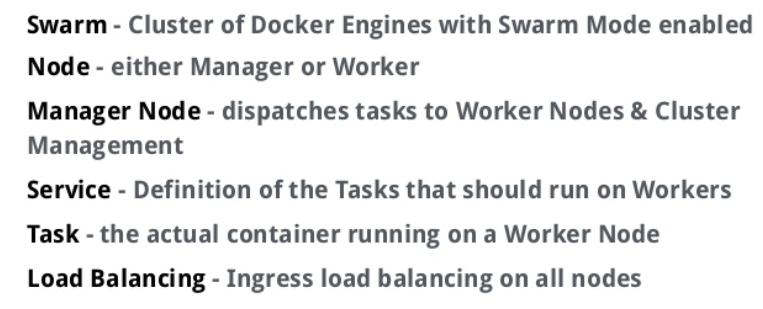 Swarm - Cluster of Docker Engines with Swarm Mode enabled
Node - either Manager or Worker
Manager Node - dispatches tasks to Worker Nodes & Cluster
Management
Service - Definition of the Tasks that should run on Workers
Task - the actual container running on a Worker Node
Load Balancing - Ingress load balancing on all nodes